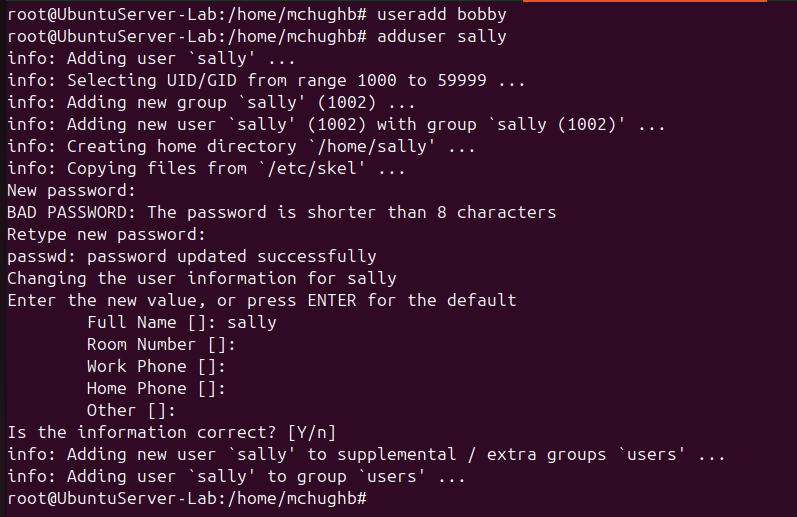 root@UbuntuServer-Lab:/home/mchughb# useradd bobby
root@UbuntuServer-Lab:/home/mchughb# adduser sally
info: Adding user `sally' ...
info: Selecting UID/GID from range 1000 to 59999 ...
info: Adding new group `sally' (1002) ...
info: Adding new user `sally' (1002) with group `sally (1002)' ...
info: Creating home directory `/home/sally' ...
info: Copying files from `/etc/skel' ...
New password:
BAD PASSWORD: The password is shorter than 8 characters
Retype new password:
passwd: password updated successfully
Changing the user information for sally
Enter the new value, or press ENTER for the default
        Full Name []: sally
        Room Number []:
        Work Phone []:
        Home Phone []:
        Other []:
Is the information correct? [Y/n]
info: Adding new user `sally' to supplemental / extra groups `users' ...
info: Adding user `sally' to group `users' ...
root@UbuntuServer-Lab:/home/mchughb#